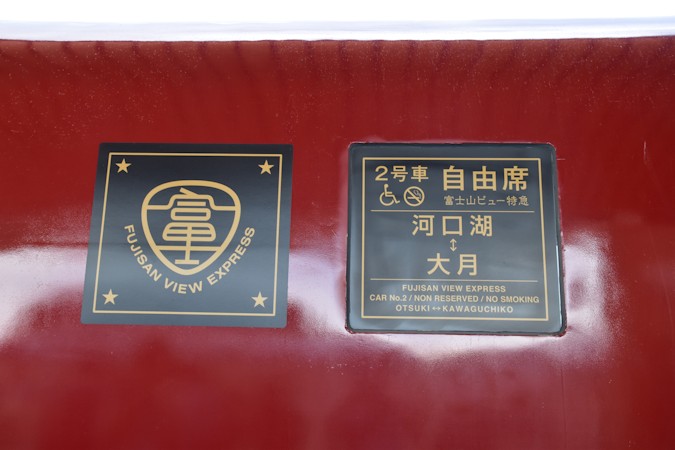 富士
FUJISAN VIEW EXPRESS
2号車 自由席
富士山ビュー特急
河口湖
↕
大月
FUJISAN VIEW EXPRESS
CAR No.2 / NON RESERVED / NO SMOKING
OTSUKI ↔ KAWAGUCHIKO